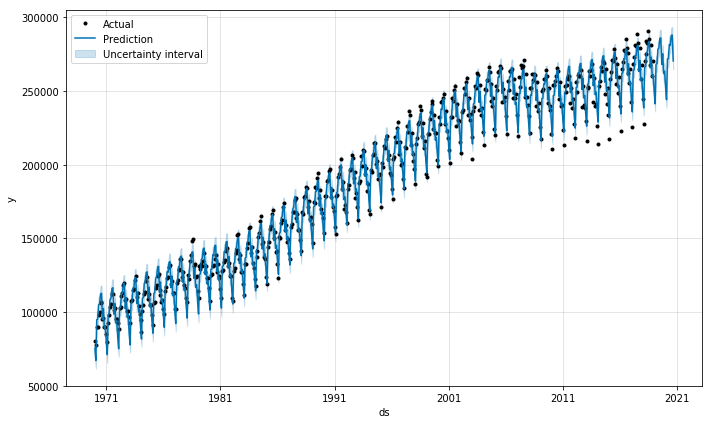 300000
250000
200000
150000
100000
50000
y
Actual
Prediction
Uncertainty interval
1971 1981 1991 2001 2011 2021
ds